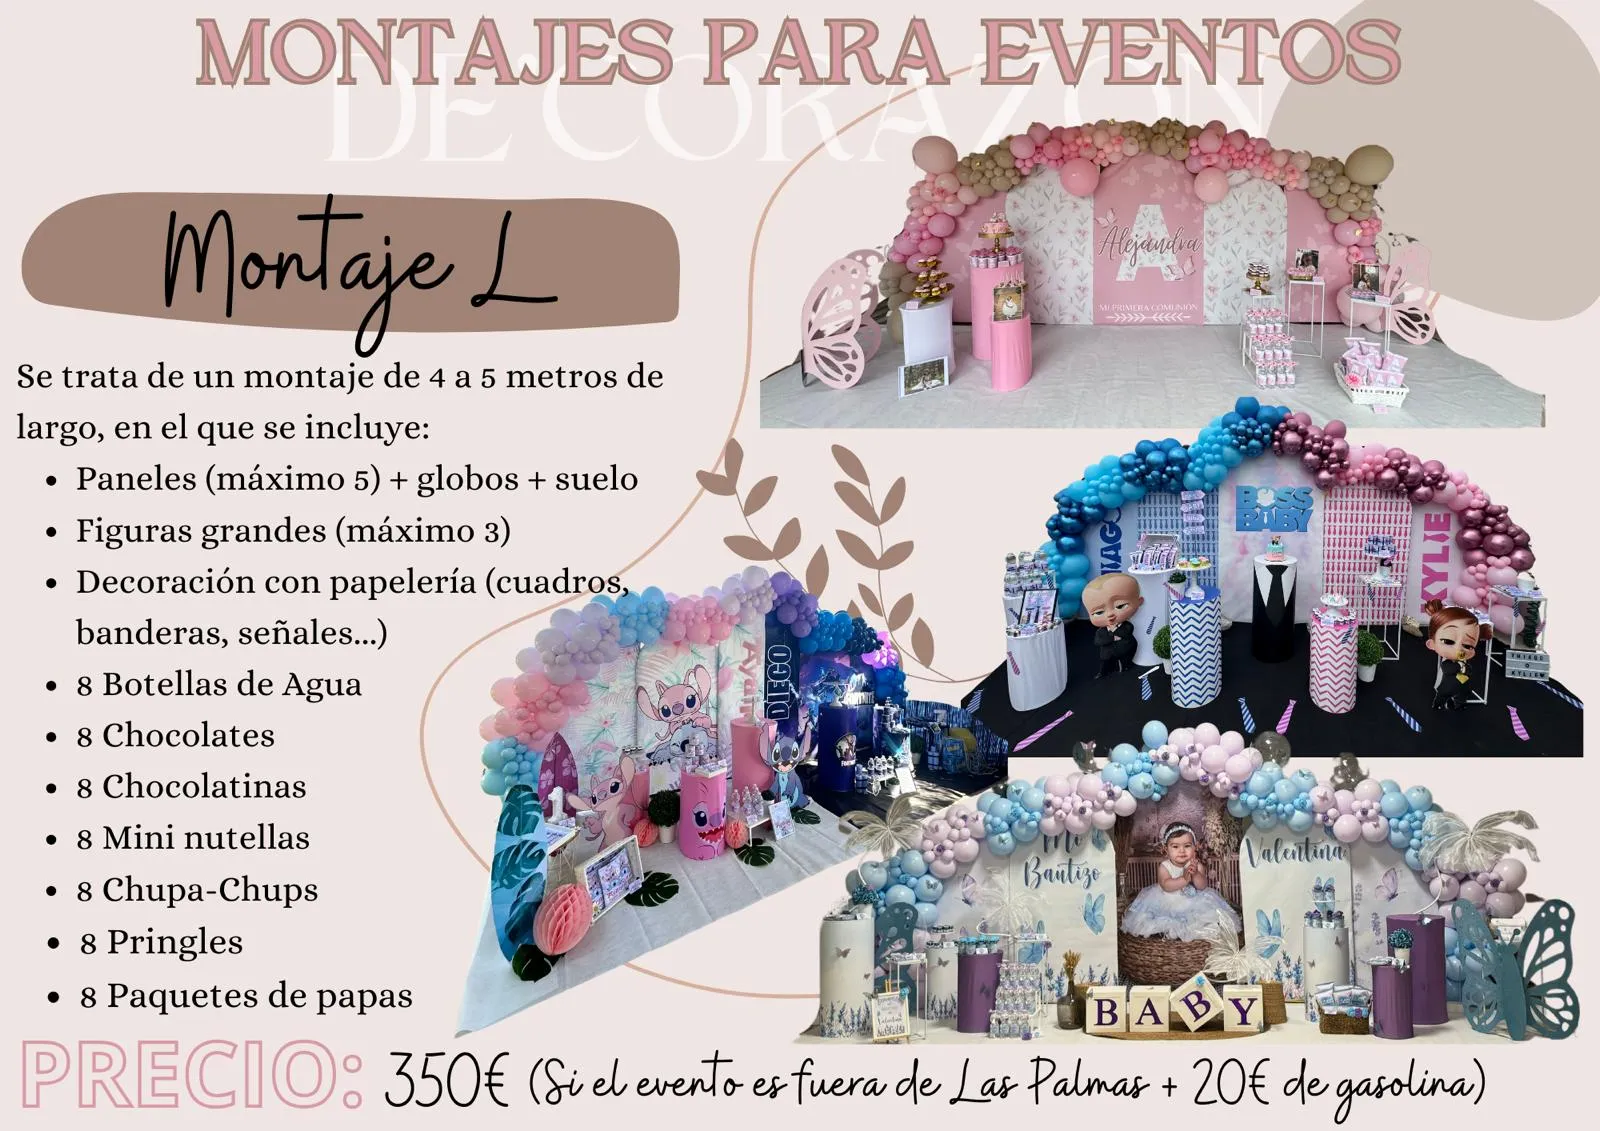 MONTAJES PARA EVENTOS
DE CORAZÓN
Montaje L
Se trata de un montaje de 4 a 5 metros de
largo, en el que se incluye:
• Paneles (máximo 5) + globos + suelo
• Figuras grandes (máximo 3)
• Decoración con papelería (cuadros,
banderas, señales...)
• 8 Botellas de Agua
• 8 Chocolates
• 8 Chocolatinas
• 8 Mini nutellas
• 8 Chupa-Chups
• 8 Pringles
• 8 Paquetes de papas
PRECIO: 350€ (Si el evento es fuera de Las Palmas + 20€ de gasolina)
A
Alejandra
MI PRIMERA COMUNIÓN
BOSS
BABY
KYLIE
THIAGO
KYLIE
DIEGO
Mi
Bautizo
Valentina
BABY